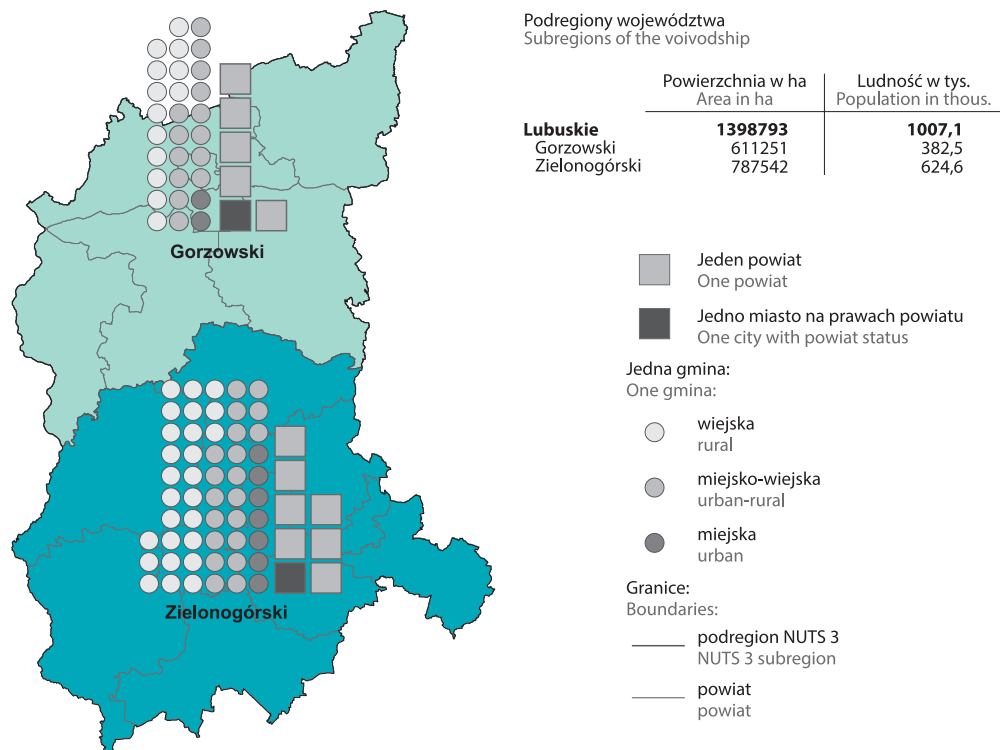 Podregiony województwa
Subregions of the voivodship
Powierzchnia w ha Ludność w tys.
Area in ha Population in thous.
Lubuskie 1398793 1007,1
Gorzowski 611251 382,5
Zielonogórski 787542 624,6
Gorzowski
Zielonogórski
Jeden powiat
One powiat
Jedno miasto na prawach powiatu
One city with powiat status
Jedna gmina:
One gmina:
wiejska
rural
miejsko-wiejska
urban-rural
miejska
urban
Granice:
Boundaries:
podregion NUTS 3
NUTS 3 subregion
powiat
powiat